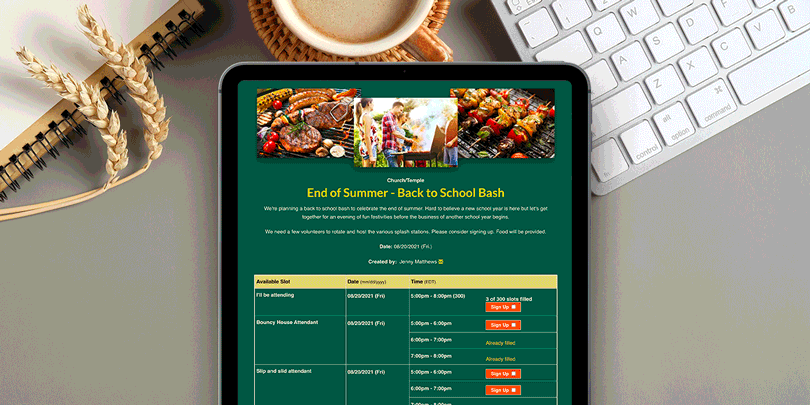 Q
W
A
S
D
F
Z
X
C
control
alt
option
⌘
command
Church/Temple
End of Summer - Back to School Bash
We're planning a back to school bash to celebrate the end of summer. Hard to believe a new school year is here but let's get
together for an evening of fun festivities before the business of another school year begins.
We need a few volunteers to rotate and host the various splash stations. Please consider signing up. Food will be provided.
Date: 08/20/2021 (Fri.)
Created by: Jenny Matthews
Available Slot Date (mm/dd/yyyy) Time (EDT)
I'll be attending 08/20/2021 (Fri) 5:00pm - 8:00pm (300) 3 of 300 slots filled
Sign Up
Bouncy House Attendant 08/20/2021 (Fri) 5:00pm - 6:00pm Sign Up
6:00pm - 7:00pm Already filled
7:00pm - 8:00pm Already filled
Slip and slid attendant 08/20/2021 (Fri) 5:00pm - 6:00pm Sign Up
6:00pm - 7:00pm Sign Up